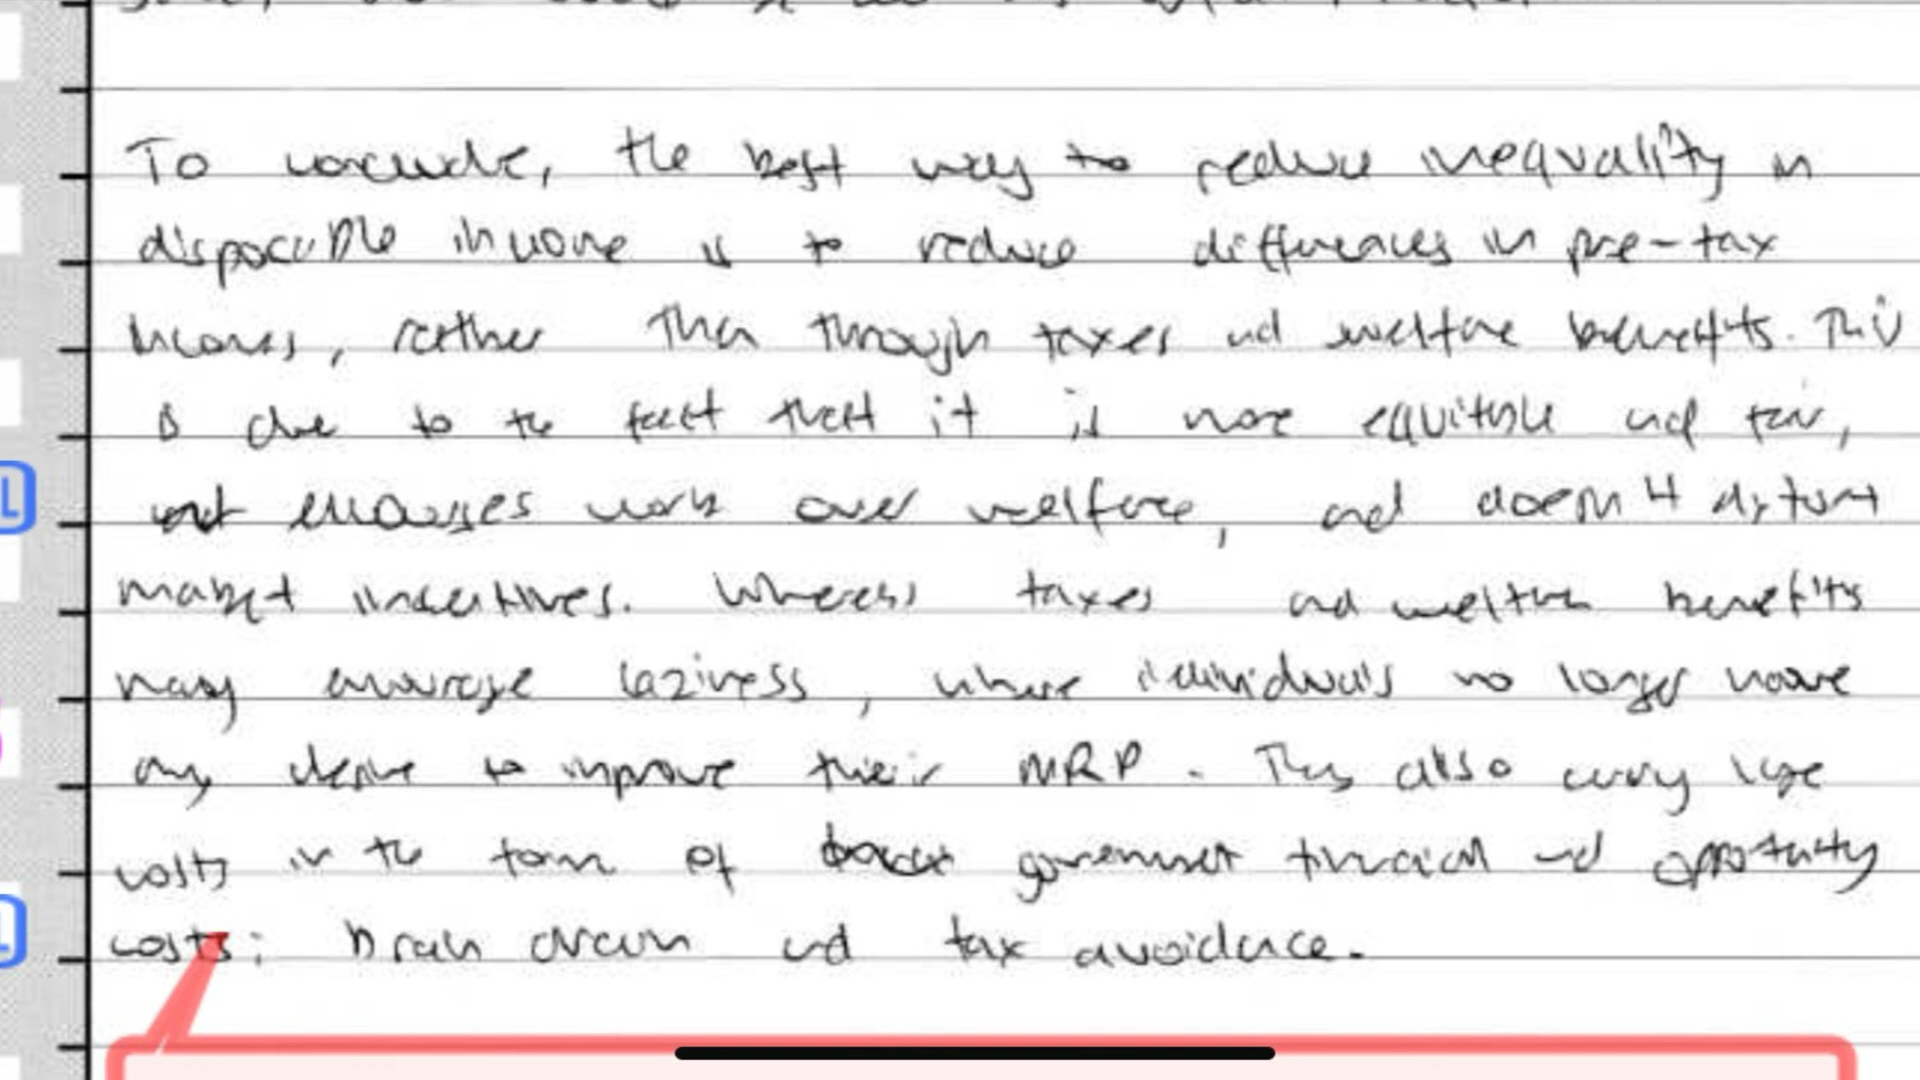 To conclude, the best way to reduce inequality in
disposable income is to reduce differences in pre-tax
incomes, rather than through taxes and welfare benefits. This
is due to the fact that it is more equitable and fair,
encourages work over welfare, and doesn't distort
market incentives. Whereas taxes and welfare benefits
may encourage laziness, where individuals no longer have
any desire to improve their MRP. They also carry large
costs in the form of government financial and opportunity
costs; brain drain and tax avoidance.
L
L